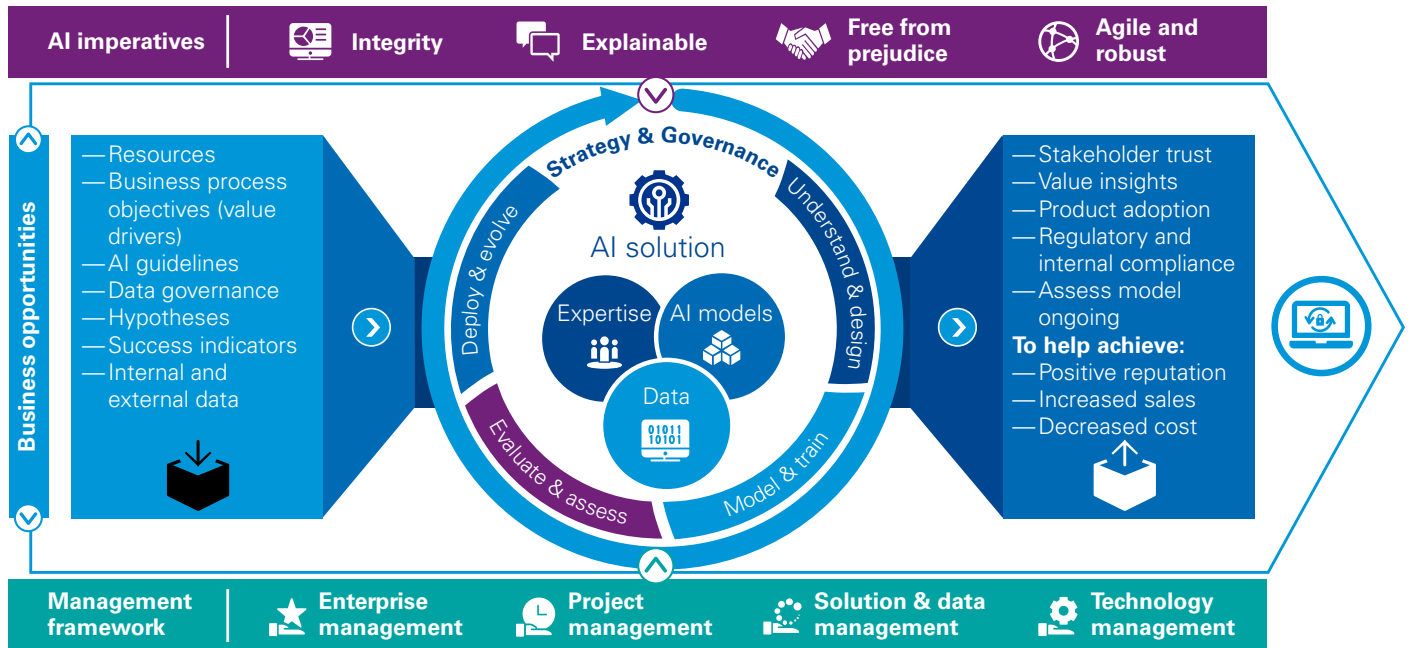 AI imperatives
Integrity
Explainable
Free from
prejudice
Agile and
robust
Business opportunities
—Resources
—Business process
objectives (value
drivers)
—AI guidelines
—Data governance
—Hypotheses
—Success indicators
—Internal and
external data
Strategy & Governance
Understand & design
Model & train
Evaluate & assess
Deploy & evolve
AI solution
Expertise
AI models
Data
01011
10101
—Stakeholder trust
—Value insights
—Product adoption
—Regulatory and
internal compliance
—Assess model
ongoing
To help achieve:
—Positive reputation
—Increased sales
—Decreased cost
Management
framework
Enterprise
management
Project
management
Solution & data
management
Technology
management